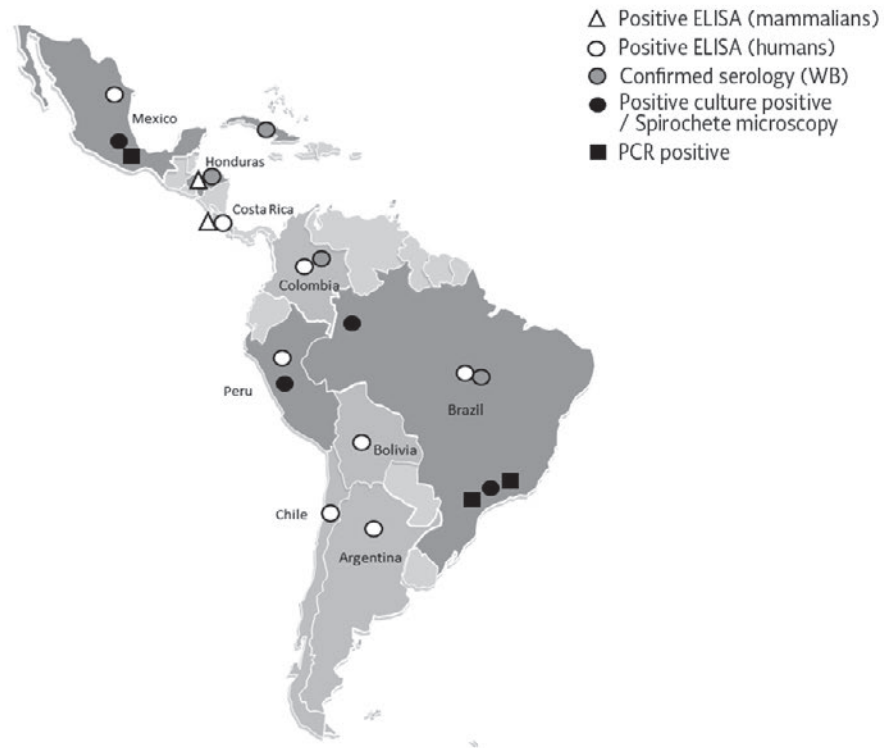 Positive ELISA (mammalians)
Positive ELISA (humans)
Confirmed serology (WB)
Positive culture positive
/ Spirochete microscopy
PCR positive
Mexico
Honduras
Costa Rica
Colombia
Peru
Brazil
Bolivia
Chile
Argentina